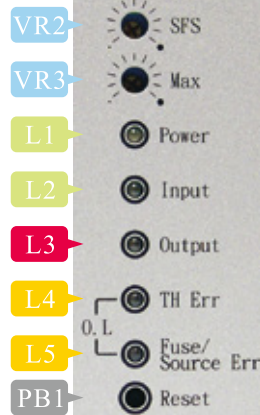 VR2 SFS
VR3 Max
L1 Power
L2 Input
L3 Output
L4 TH Err
O.L
L5 Fuse/
Source Err
PB1 Reset